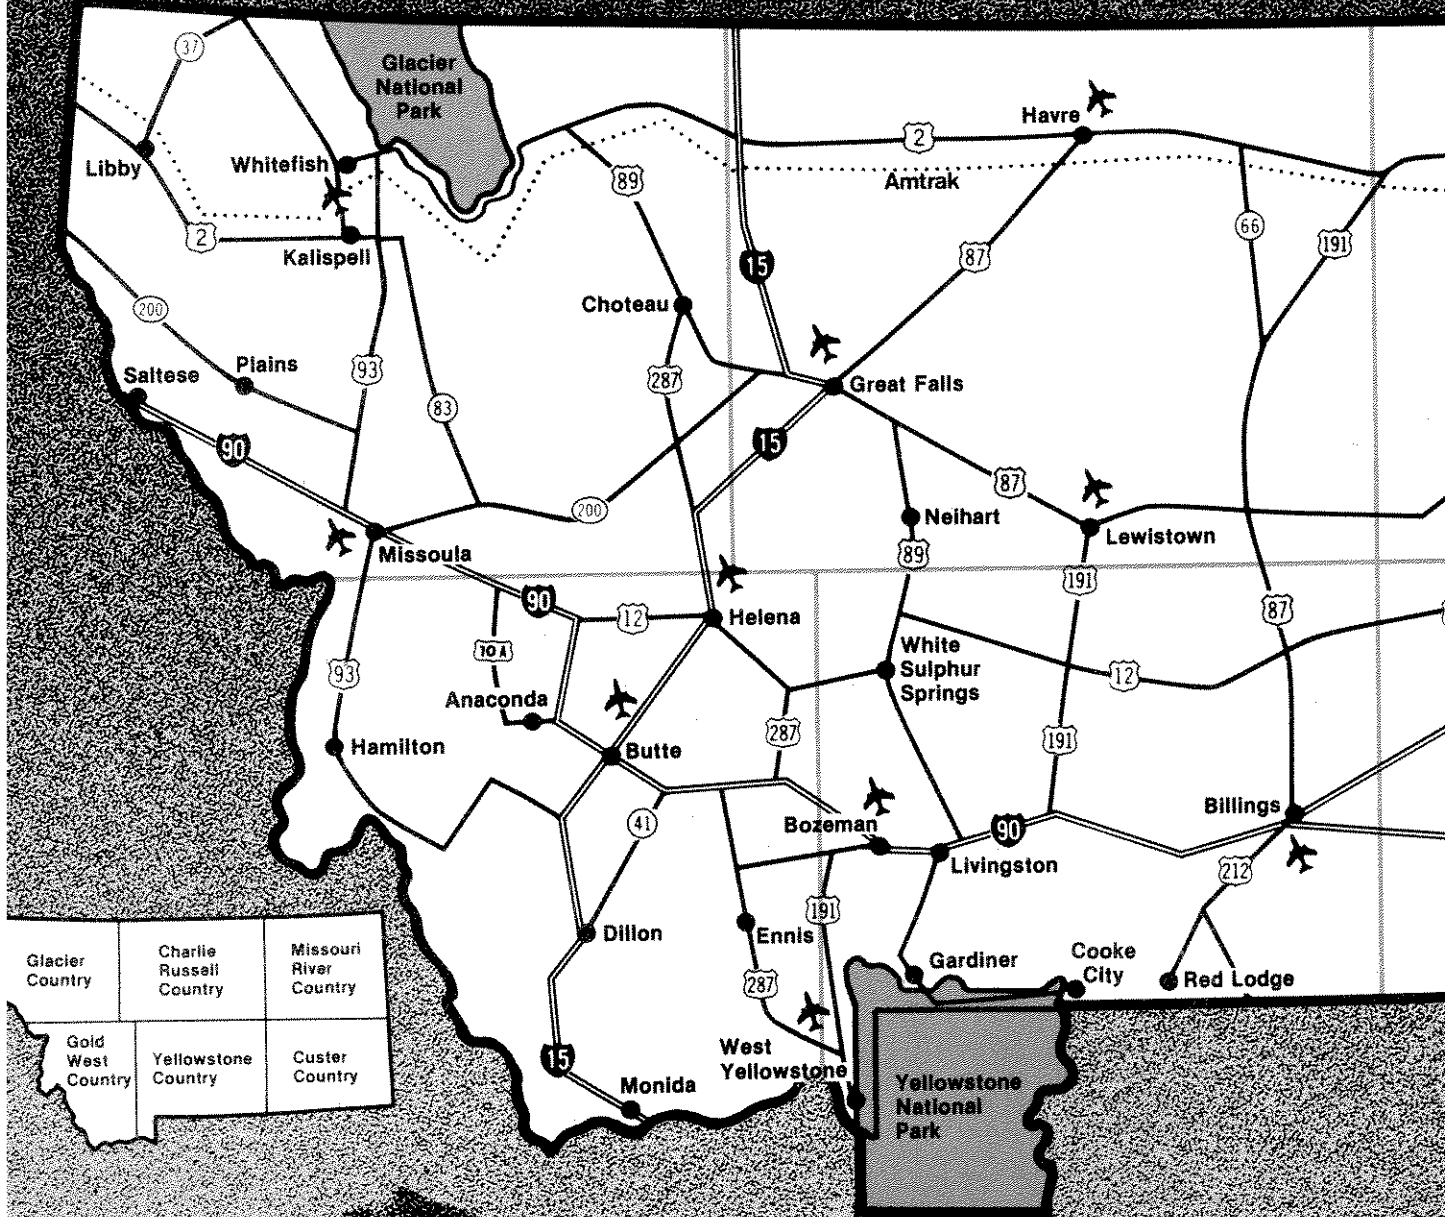 37
Glacier
National
Park
Havre
2
Libby
Whitefish
89
Amtrak
2
Kalispell
66
191
87
15
200
Choteau
Saltese
Plains
93
287
Great Falls
83
90
15
200
87
Neihart
Lewistown
Missoula
89
191
90
12
Helena
87
10A
93
White
Sulphur
Springs
12
Anaconda
287
191
Hamilton
Butte
41
Bozeman
90
Billings
Livingston
212
191
Dillon
Ennis
Gardiner
Cooke
City
Red Lodge
287
15
West
Yellowstone
Monida
Yellowstone
National
Park
Glacier
Country
Charlie
Russell
Country
Missouri
River
Country
Gold
West
Country
Yellowstone
Country
Custer
Country